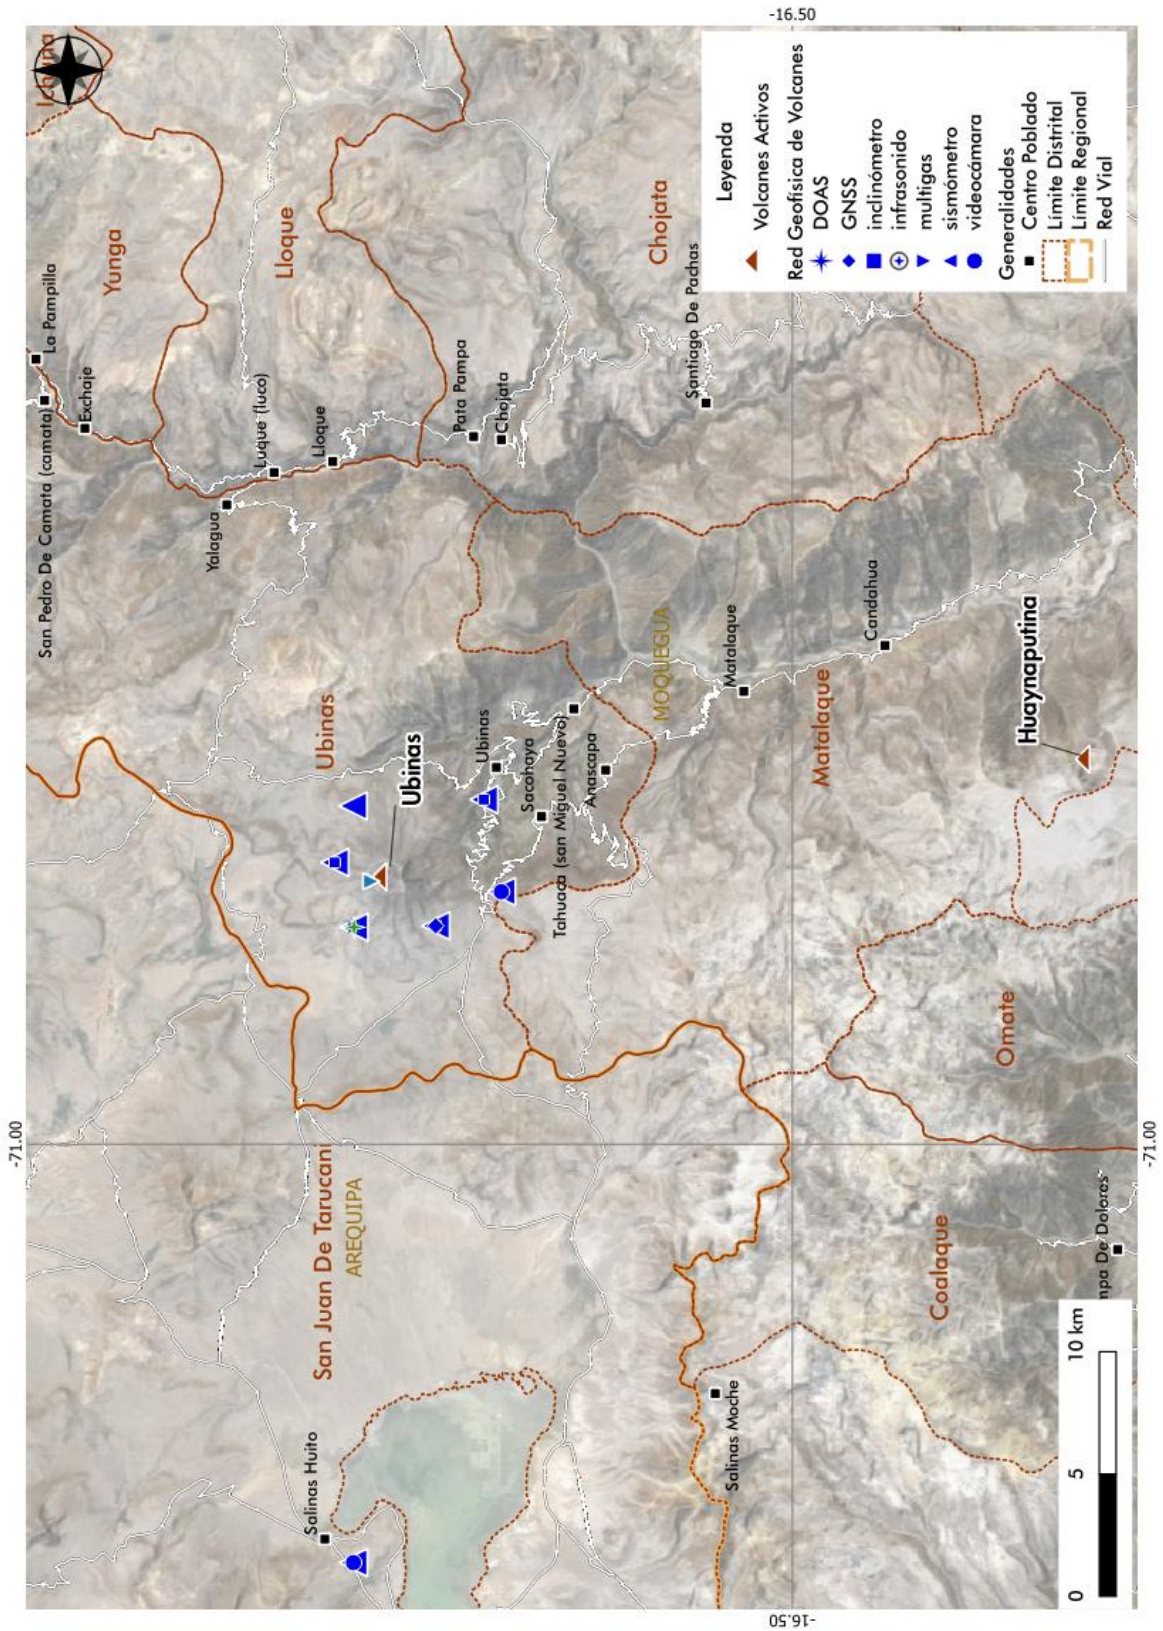 -71.00
San Pedro De Camata (camata)
La Pampilla
Exchaje
Yunga
Yalagua
Luque (luco)
Lloque
Lloque
San Juan De Tarucani
AREQUIPA
Salinas Huito
Ubinas
Ubinas
Ubinas
Sacohaya
Tahuaca (san Miguel Nuevo)
Anascapa
Pata Pampa
Chojata
Chojata
Santiago De Pachas
MOQUEGUA
Matalaque
Matalaque
Candahua
Salinas Moche
-16.50
-16.50
Huaynaputina
Omate
Coalaque
mpa De Dolores
Leyenda
Volcanes Activos
Red Geofísica de Volcanes
DOAS
GNSS
inclinómetro
infrasonido
multigas
sismómetro
videocámara
Generalidades
Centro Poblado
Límite Distrital
Límite Regional
Red Vial
0 5 10 km
-71.00